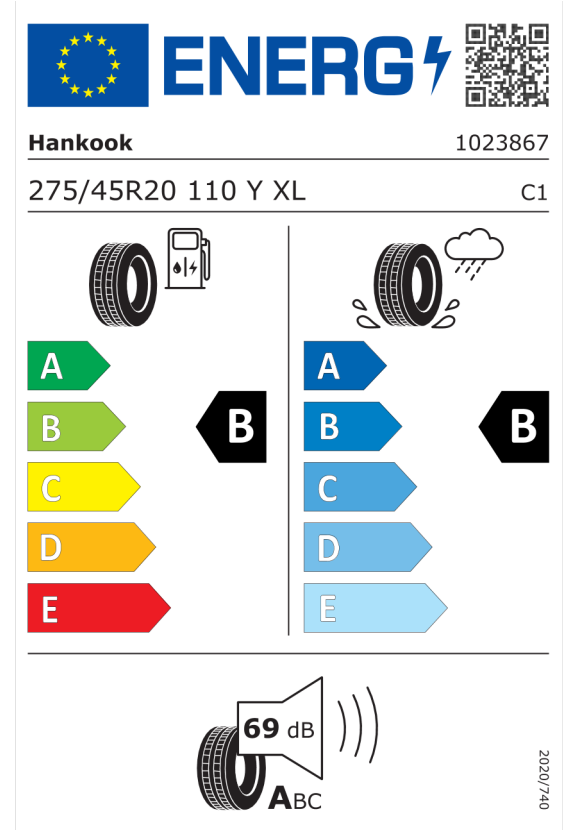 ENERG
Hankook 1023867
275/45R20 110 Y XL C1
A
B
C
D
E
B
A
B
C
D
E
B
69 dB
ABC
2020/740